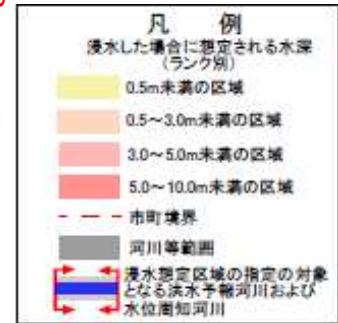 凡　例
浸水した場合に想定される水深
(ランク別)
0.5m未満の区域
0.5～3.0m未満の区域
3.0～5.0m未満の区域
5.0～10.0m未満の区域
市町境界
河川等範囲
浸水想定区域の指定の対象
となる洪水予報河川および
水位周知河川